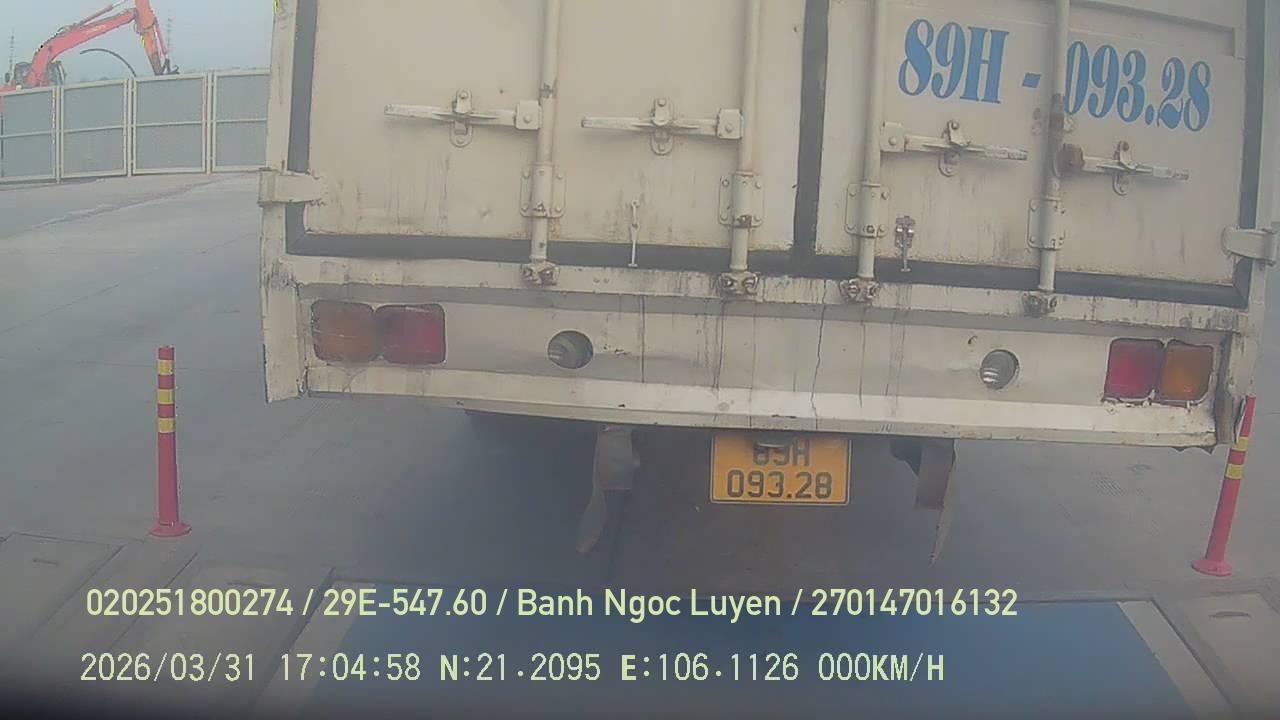 89H - 093.28
89H
093.28
020251800274 / 29E-547.60 / Banh Ngoc Luyen / 270147016132
2026/03/31 17:04:58 N:21.2095 E:106.1126 000KM/H